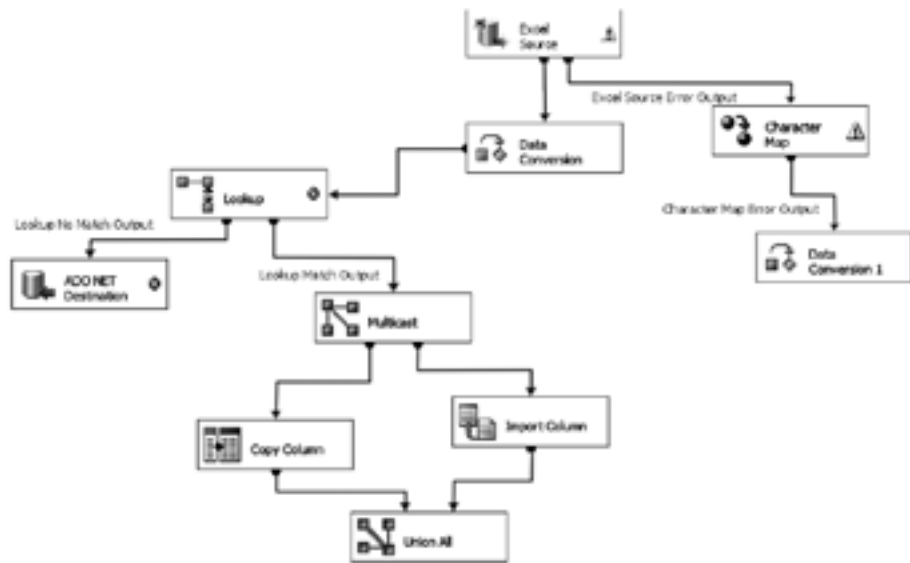 Excel
Source
Excel Source Error Output
Character
Map
Data
Conversion
Lookup
Lookup No Match Output
Character Map Error Output
ADO NET
Destination
Lookup Match Output
Data
Conversion 1
Multicast
Copy Column
Import Column
Union All